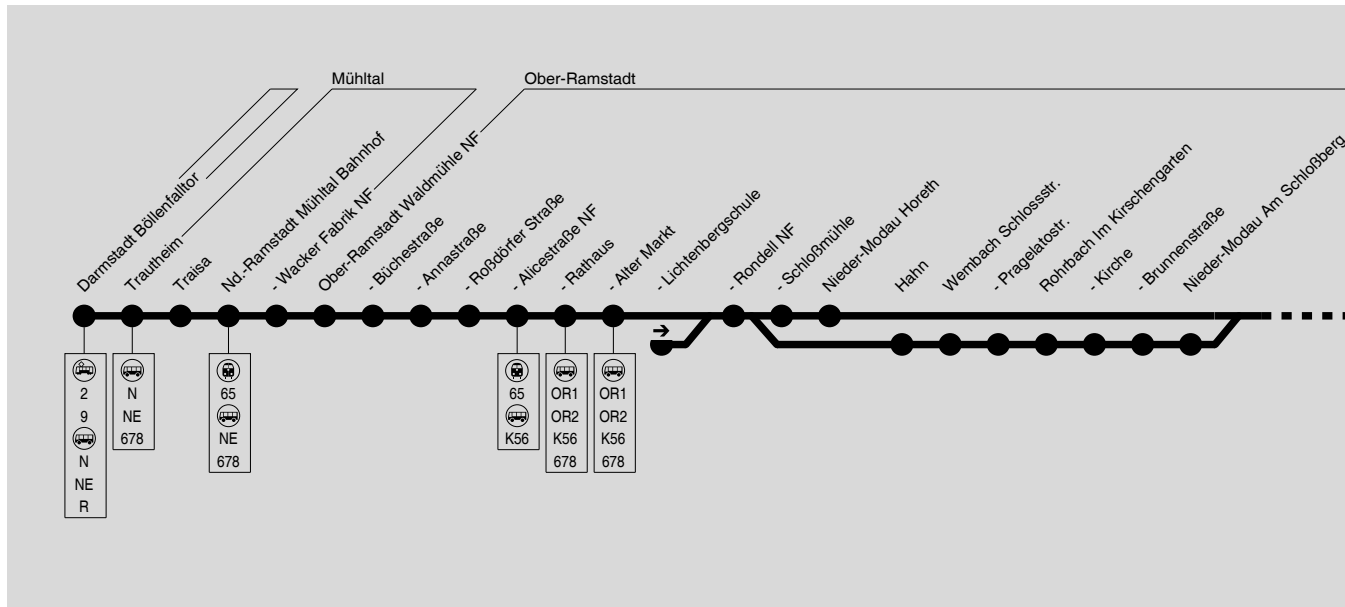 Mühltal
Ober-Ramstadt
Darmstadt Böllenfalltor
Trautheim
Traisa
Nd.-Ramstadt Mühltal Bahnhof
- Wacker Fabrik NF
Ober-Ramstadt Waldmühle NF
- Büchestraße
- Annastraße
- Roßdörfer Straße
- Alicestraße NF
- Rathaus
- Alter Markt
- Lichtenbergschule
- Rondell NF
- Schloßmühle
Nieder-Modau Horeth
Hahn
Wembach Schlossstr.
- Pragelatostr.
Rohrbach Im Kirschengarten
- Kirche
- Brunnenstraße
Nieder-Modau Am Schloßberg
2
9
N
NE
R
N
NE
678
65
NE
678
65
K56
OR1
OR2
K56
678
OR1
OR2
K56
678